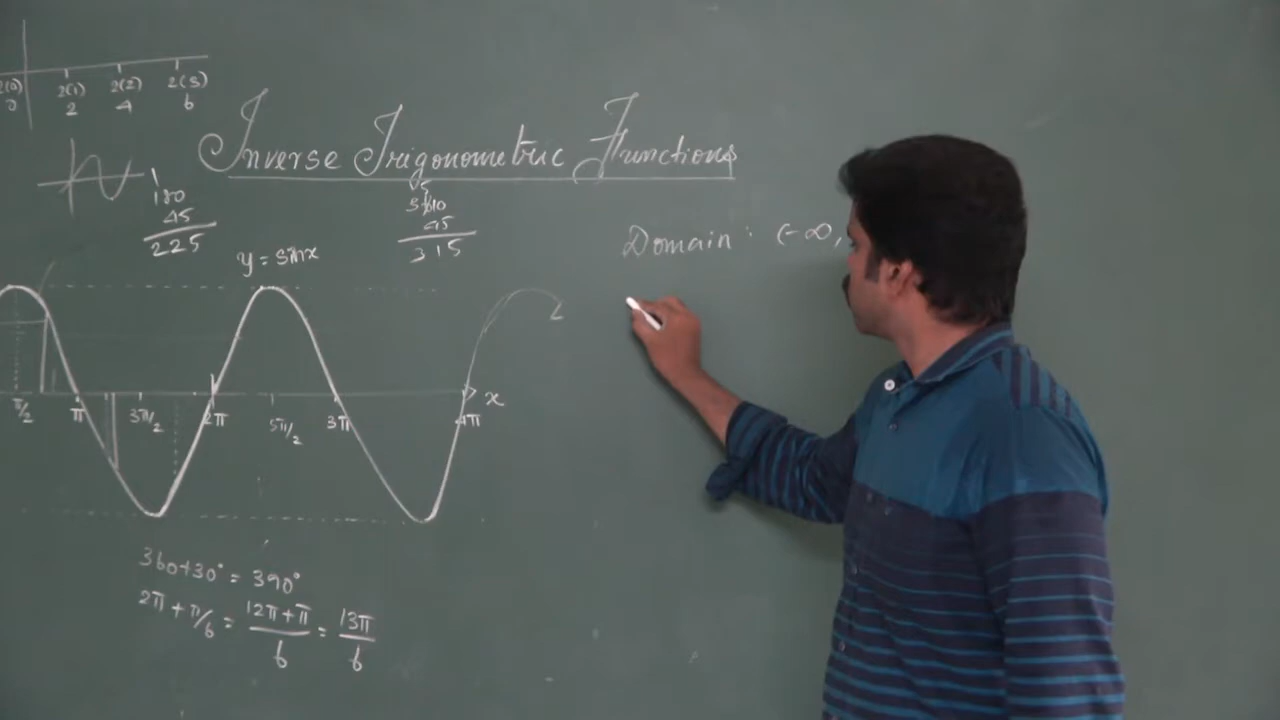 2(0) 2(1) 2(2) 2(3)
0 2 4 6
Inverse Trigonometric Functions
180
45
225
45
315
y = sinx
Domain : (-∞,
π/2 π 3π/2 2π 5π/2 3π 4π x
360+30° = 390°
2π + π/6 = 12π+π/6 = 13π/6